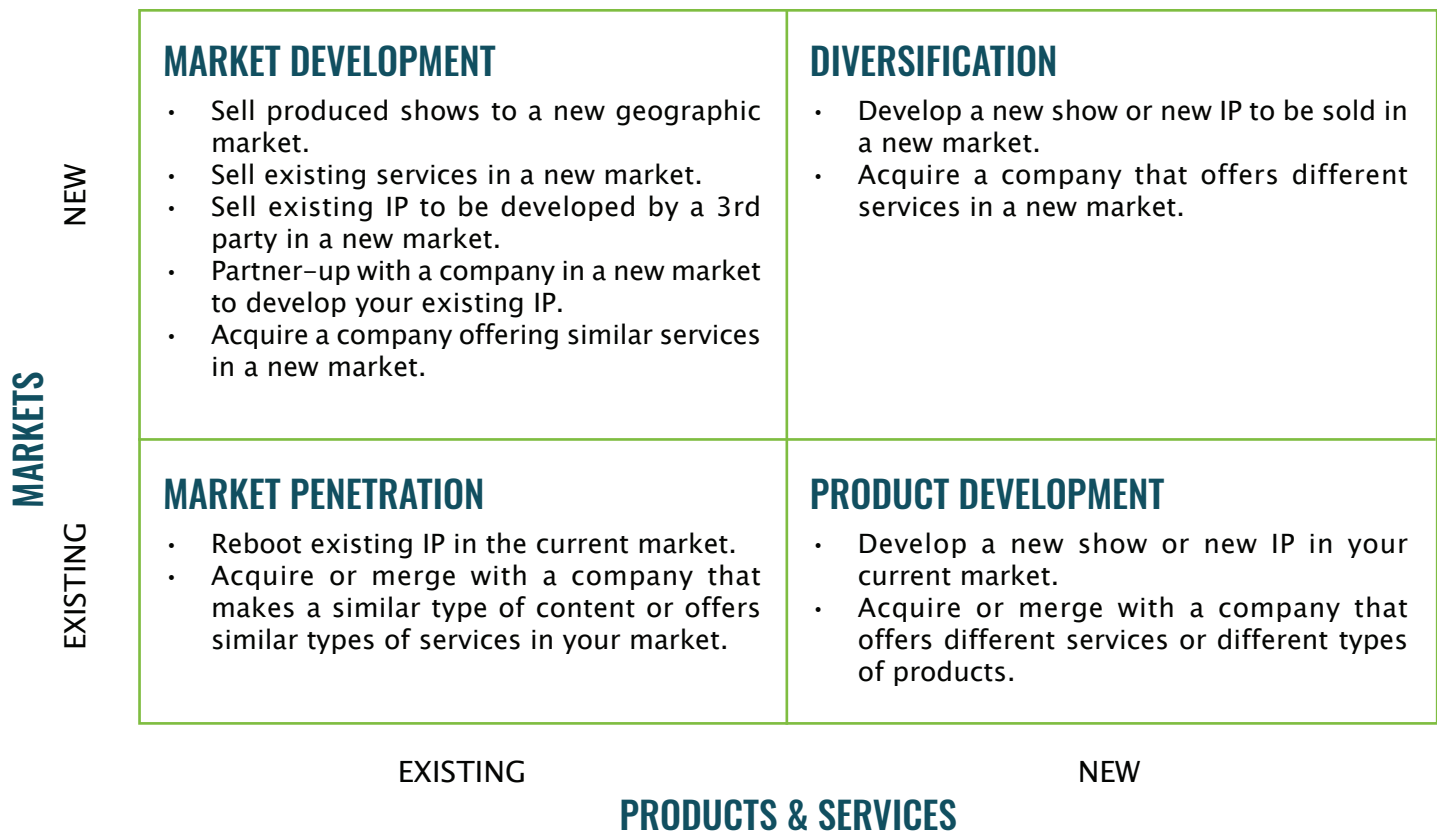 MARKET DEVELOPMENT
• Sell produced shows to a new geographic
market.
• Sell existing services in a new market.
• Sell existing IP to be developed by a 3rd
party in a new market.
• Partner-up with a company in a new market
to develop your existing IP.
• Acquire a company offering similar services
in a new market.
DIVERSIFICATION
• Develop a new show or new IP to be sold in
a new market.
• Acquire a company that offers different
services in a new market.
NEW
MARKETS
EXISTING
MARKET PENETRATION
• Reboot existing IP in the current market.
• Acquire or merge with a company that
makes a similar type of content or offers
similar types of services in your market.
PRODUCT DEVELOPMENT
• Develop a new show or new IP in your
current market.
• Acquire or merge with a company that
offers different services or different types
of products.
EXISTING
NEW
PRODUCTS & SERVICES